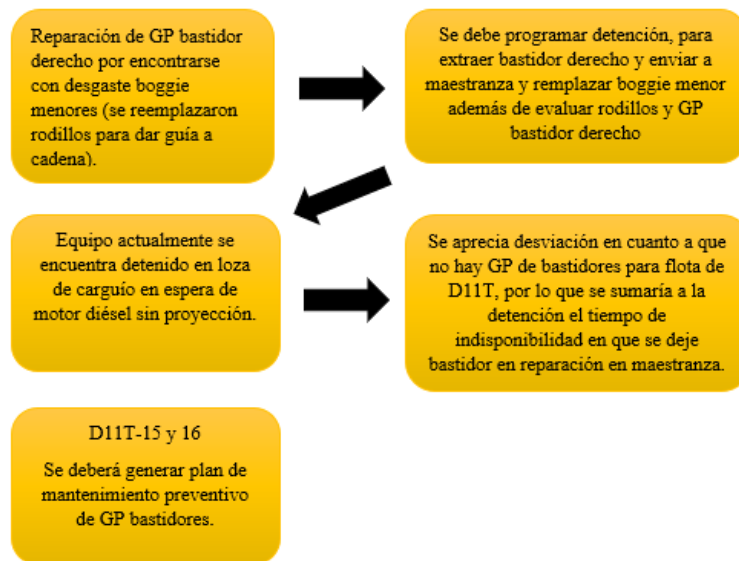 Reparación de GP bastidor
derecho por encontrarse
con desgaste boggie
menores (se reemplazaron
rodillos para dar guía a
cadena).
Se debe programar detención, para
extraer bastidor derecho y enviar a
maestranza y remplazar boggie menor
además de evaluar rodillos y GP
bastidor derecho
Equipo actualmente se
encuentra detenido en loza
de carguío en espera de
motor diésel sin proyección.
Se aprecia desviación en cuanto a que
no hay GP de bastidores para flota de
D11T, por lo que se sumaría a la
detención el tiempo de
indisponibilidad en que se deje
bastidor en reparación en maestranza.
D11T-15 y 16
Se deberá generar plan de
mantenimiento preventivo
de GP bastidores.